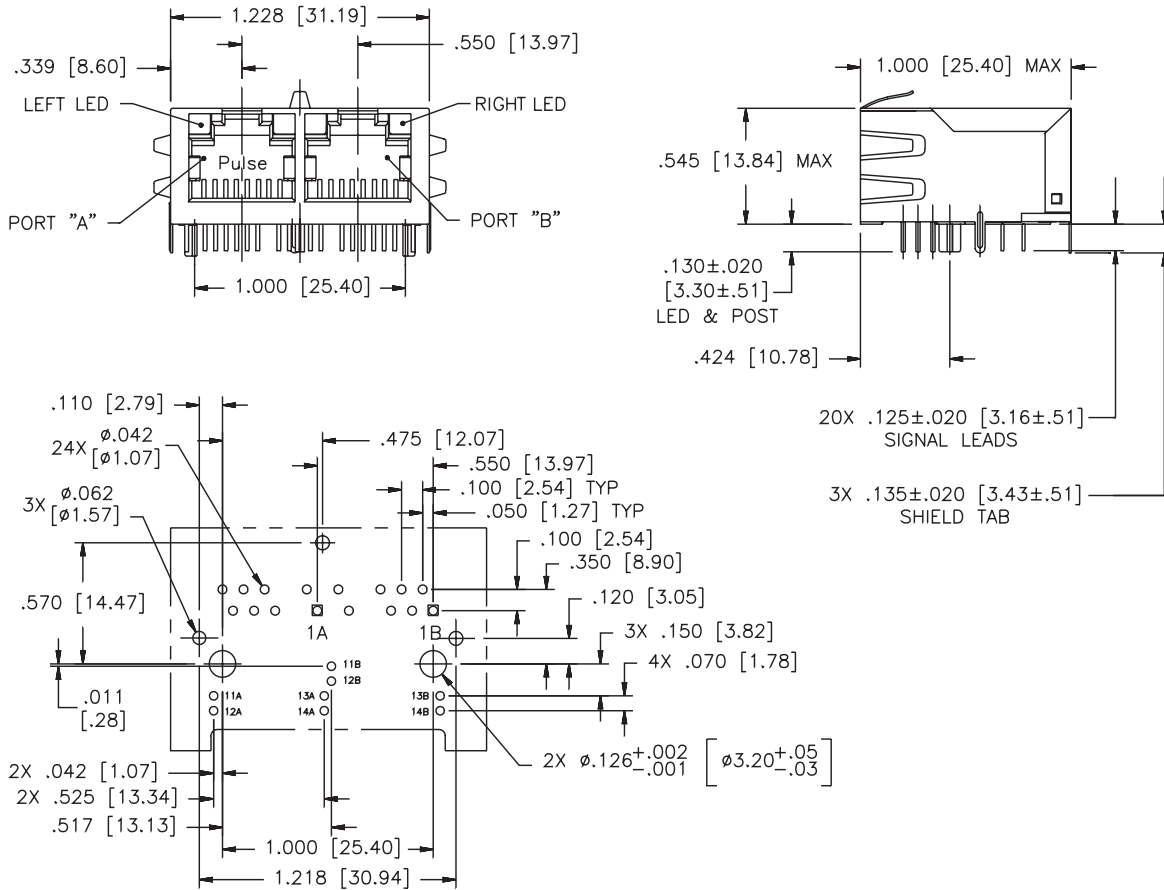 1.228 [31.19]
.550 [13.97]
.339 [8.60]
LEFT LED
RIGHT LED
Pulse
PORT "A"
PORT "B"
1.000 [25.40]
1.000 [25.40] MAX
.545 [13.84] MAX
.130±.020
[3.30±.51]
LED & POST
.424 [10.78]
20X .125±.020 [3.16±.51]
SIGNAL LEADS
3X .135±.020 [3.43±.51]
SHIELD TAB
.110 [2.79]
24X ø.042
[ø1.07]
3X ø.062
[ø1.57]
.475 [12.07]
.550 [13.97]
.100 [2.54] TYP
.050 [1.27] TYP
.100 [2.54]
.350 [8.90]
.120 [3.05]
3X .150 [3.82]
4X .070 [1.78]
.570 [14.47]
1A
1B
11B
12B
11A
12A
13A
14A
13B
14B
.011
[.28]
2X ø.126+.002 -.001 [ø3.20+.05 -.03]
2X .042 [1.07]
2X .525 [13.34]
.517 [13.13]
1.000 [25.40]
1.218 [30.94]